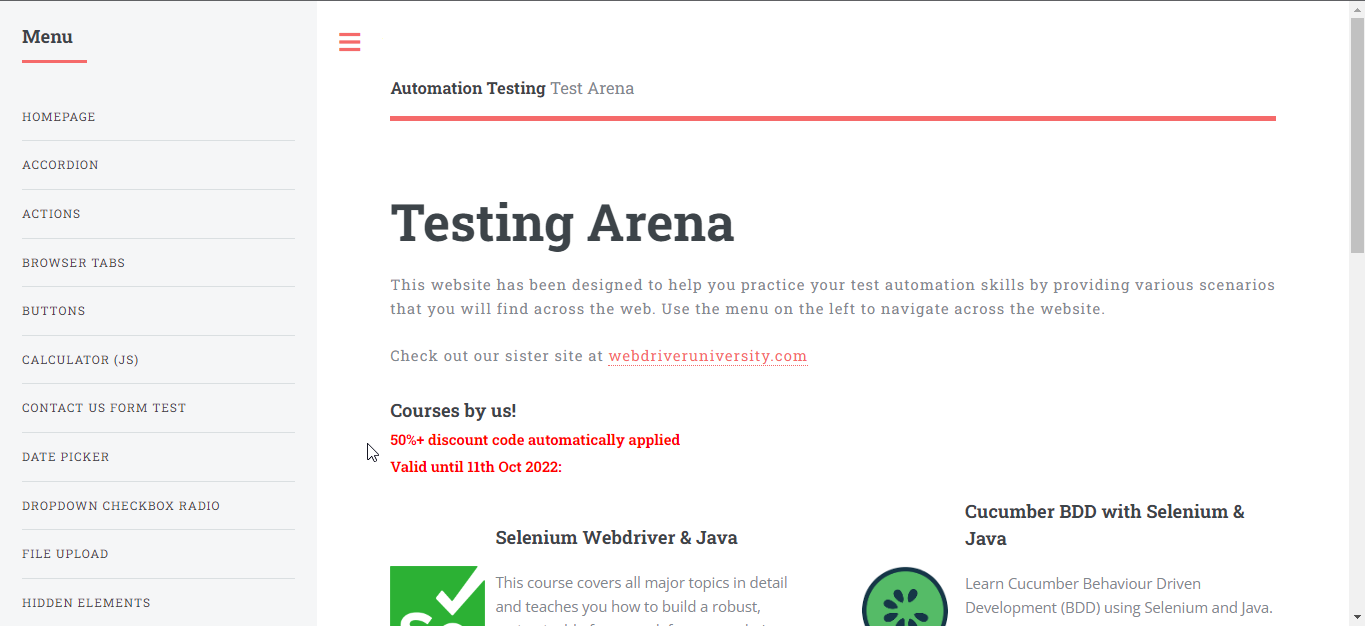 Menu
HOMEPAGE
ACCORDION
ACTIONS
BROWSER TABS
BUTTONS
CALCULATOR (JS)
CONTACT US FORM TEST
DATE PICKER
DROPDOWN CHECKBOX RADIO
FILE UPLOAD
HIDDEN ELEMENTS
Automation Testing Test Arena
Testing Arena
This website has been designed to help you practice your test automation skills by providing various scenarios
that you will find across the web. Use the menu on the left to navigate across the website.
Check out our sister site at webdriveruniversity.com
Courses by us!
50%+ discount code automatically applied
Valid until 11th Oct 2022:
Selenium Webdriver & Java
This course covers all major topics in detail
and teaches you how to build a robust,
Cucumber BDD with Selenium &
Java
Learn Cucumber Behaviour Driven
Development (BDD) using Selenium and Java.